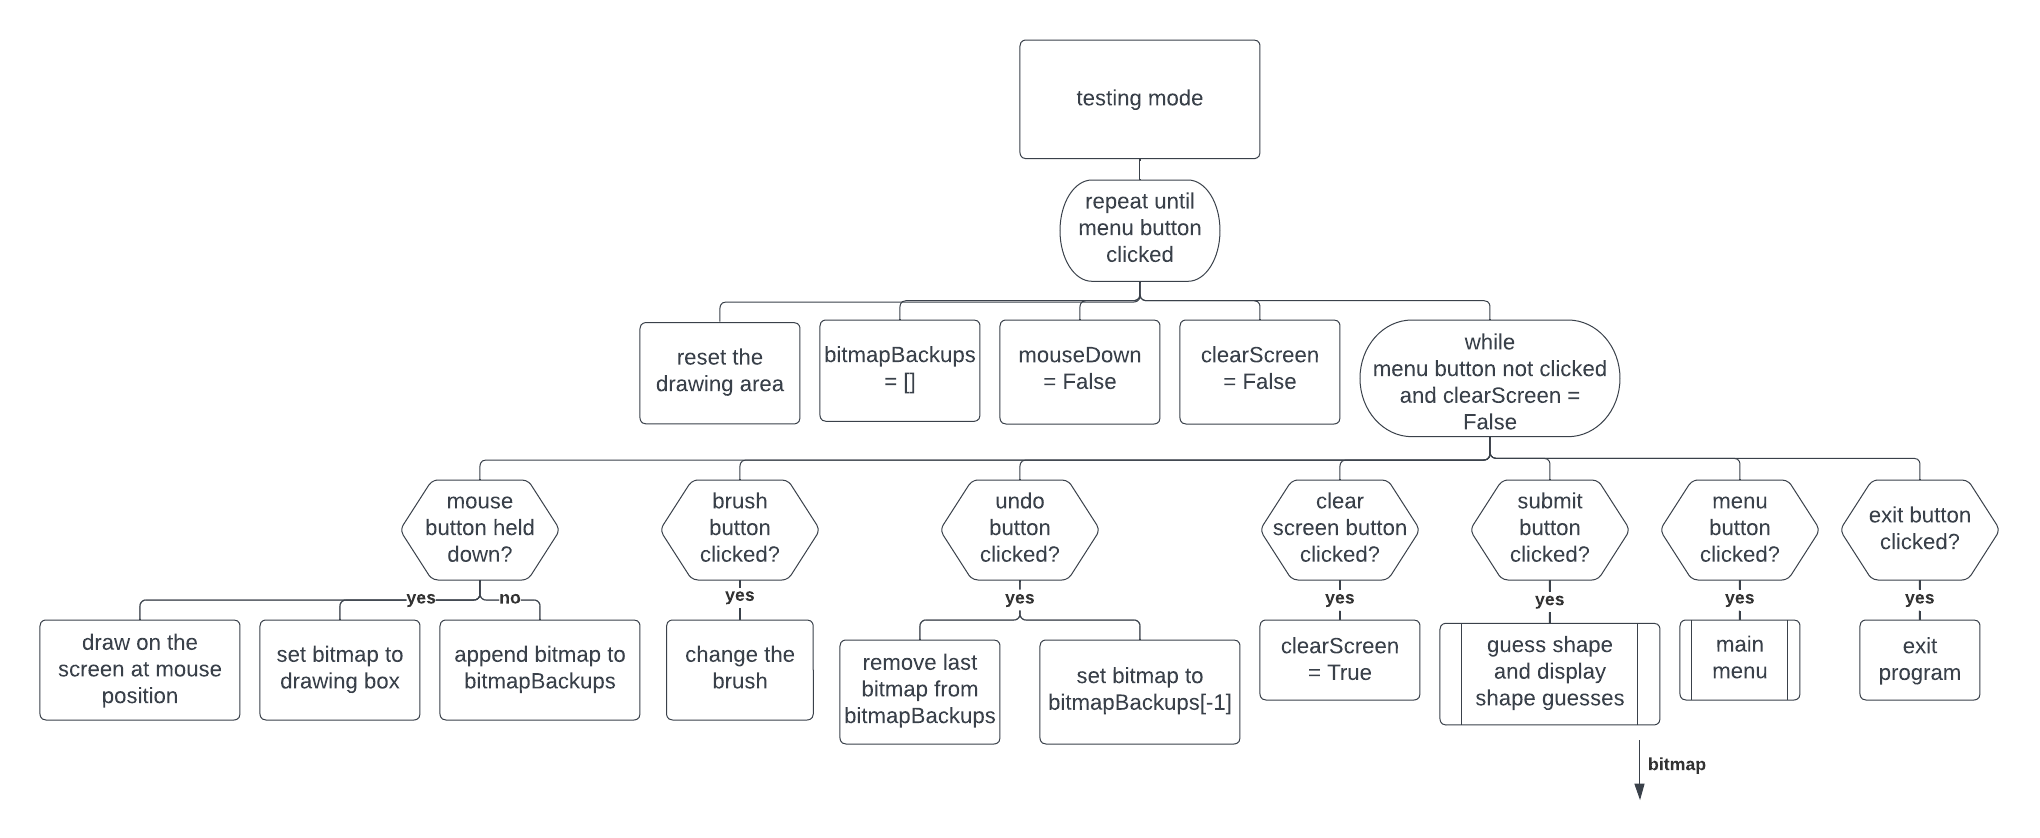 testing mode
repeat until
menu button
clicked
reset the
drawing area
bitmapBackups
= []
mouseDown
= False
clearScreen
= False
while
menu button not clicked
and clearScreen =
False
mouse
button held
down?
brush
button
clicked?
undo
button
clicked?
clear
screen button
clicked?
submit
button
clicked?
menu
button
clicked?
exit button
clicked?
yes
no
yes
yes
yes
yes
yes
yes
draw on the
screen at mouse
position
set bitmap to
drawing box
append bitmap to
bitmapBackups
change the
brush
remove last
bitmap from
bitmapBackups
set bitmap to
bitmapBackups[-1]
clearScreen
= True
guess shape
and display
shape guesses
main
menu
exit
program
bitmap